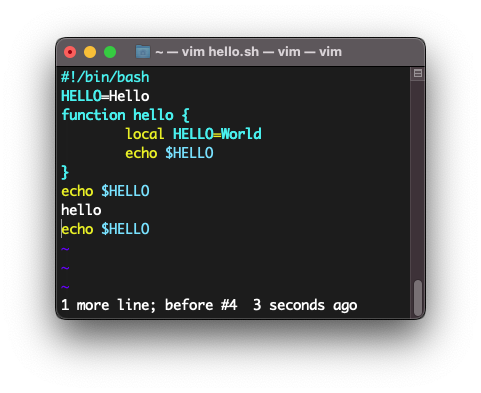 ~ — vim hello.sh — vim — vim
#!/bin/bash
HELLO=Hello
function hello {
        local HELLO=World
        echo $HELLO
}
echo $HELLO
hello
echo $HELLO
~
~
~
1 more line; before #4  3 seconds ago